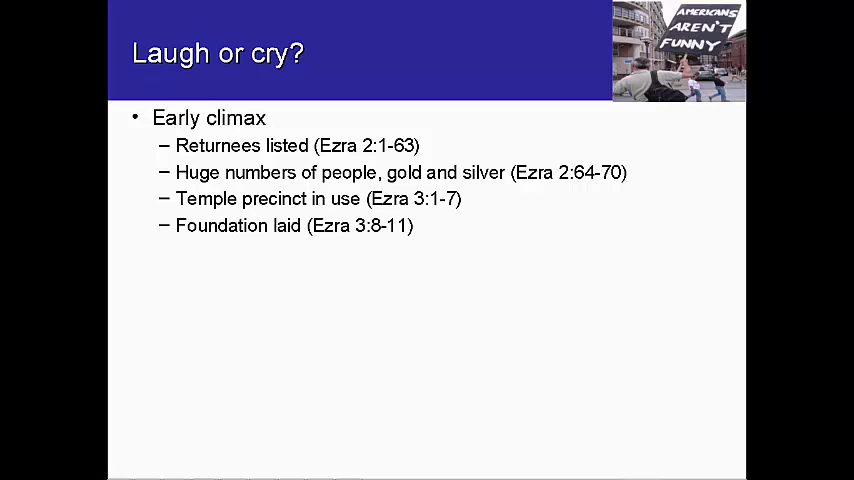 Laugh or cry?
AMERICANS
AREN'T
FUNNY
• Early climax
– Returnees listed (Ezra 2:1-63)
– Huge numbers of people, gold and silver (Ezra 2:64-70)
– Temple precinct in use (Ezra 3:1-7)
– Foundation laid (Ezra 3:8-11)